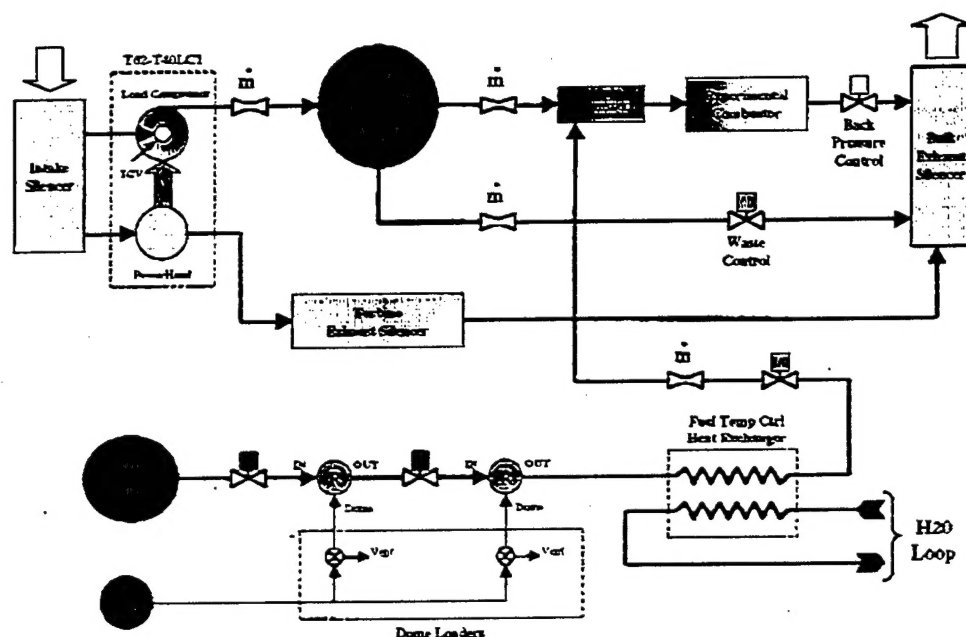 T62-T40LC1
Load Compressor
ṁ
ṁ
Intake
Silencer
IGV
PowerHead
Experimental
Combustor
Back
Pressure
Control
Exhaust
Silencer
ṁ
Waste
Control
Turbine
Exhaust Silencer
ṁ
Fuel Temp Ctrl
Heat Exchanger
IN
OUT
IN
OUT
Dome
Dome
Vent
Vent
H20
Loop
Dome Loaders